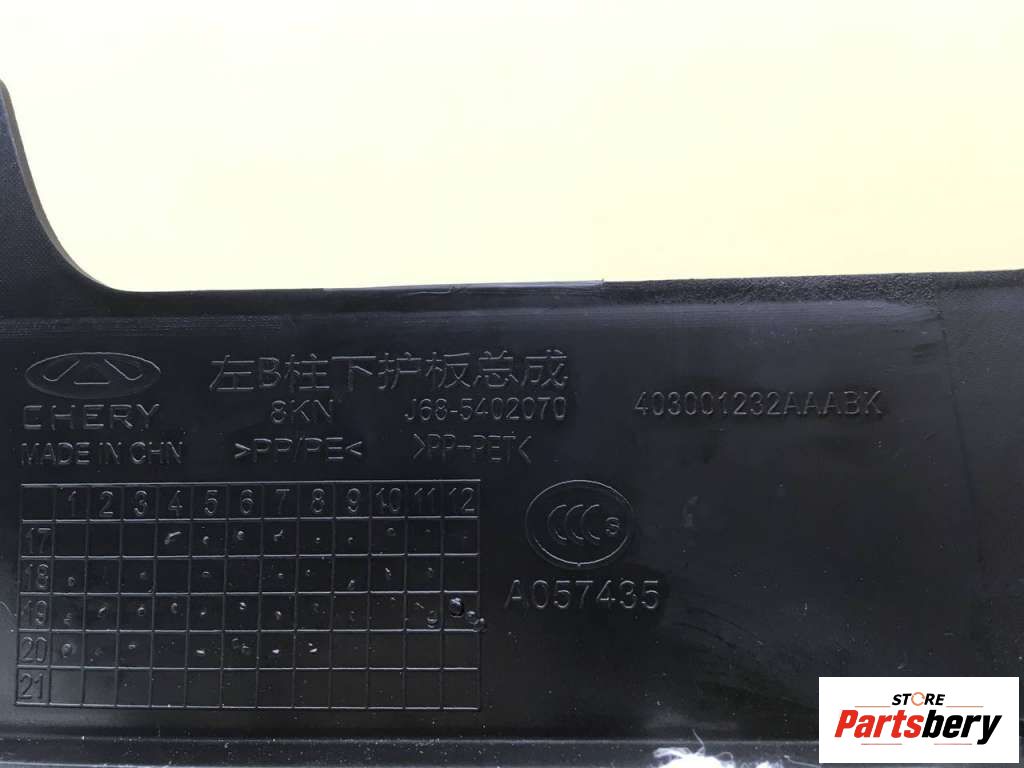 左B柱下护板总成
CHERY 8KN J68-5402070 403001232AAABK
MADE IN CHN >PP/PE< >PP-PET<
1 2 3 4 5 6 7 8 9 10 11 12
17
18
19
20
21
CCC S
A057435
STORE
Partsbery